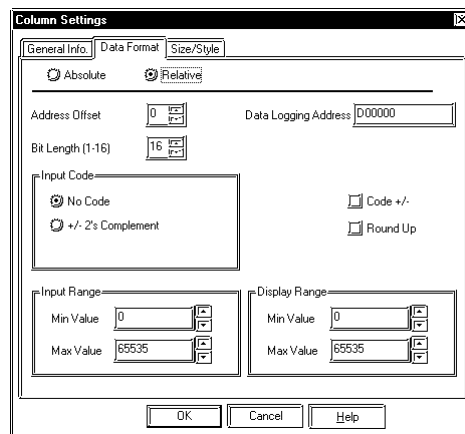 Column Settings
General Info. Data Format Size/Style
Absolute Relative
Address Offset 0 Data Logging Address D00000
Bit Length (1-16) 16
Input Code
No Code Code +/-
+/- 2's Complement Round Up
Input Range Display Range
Min Value 0 Min Value 0
Max Value 65535 Max Value 65535
OK Cancel Help